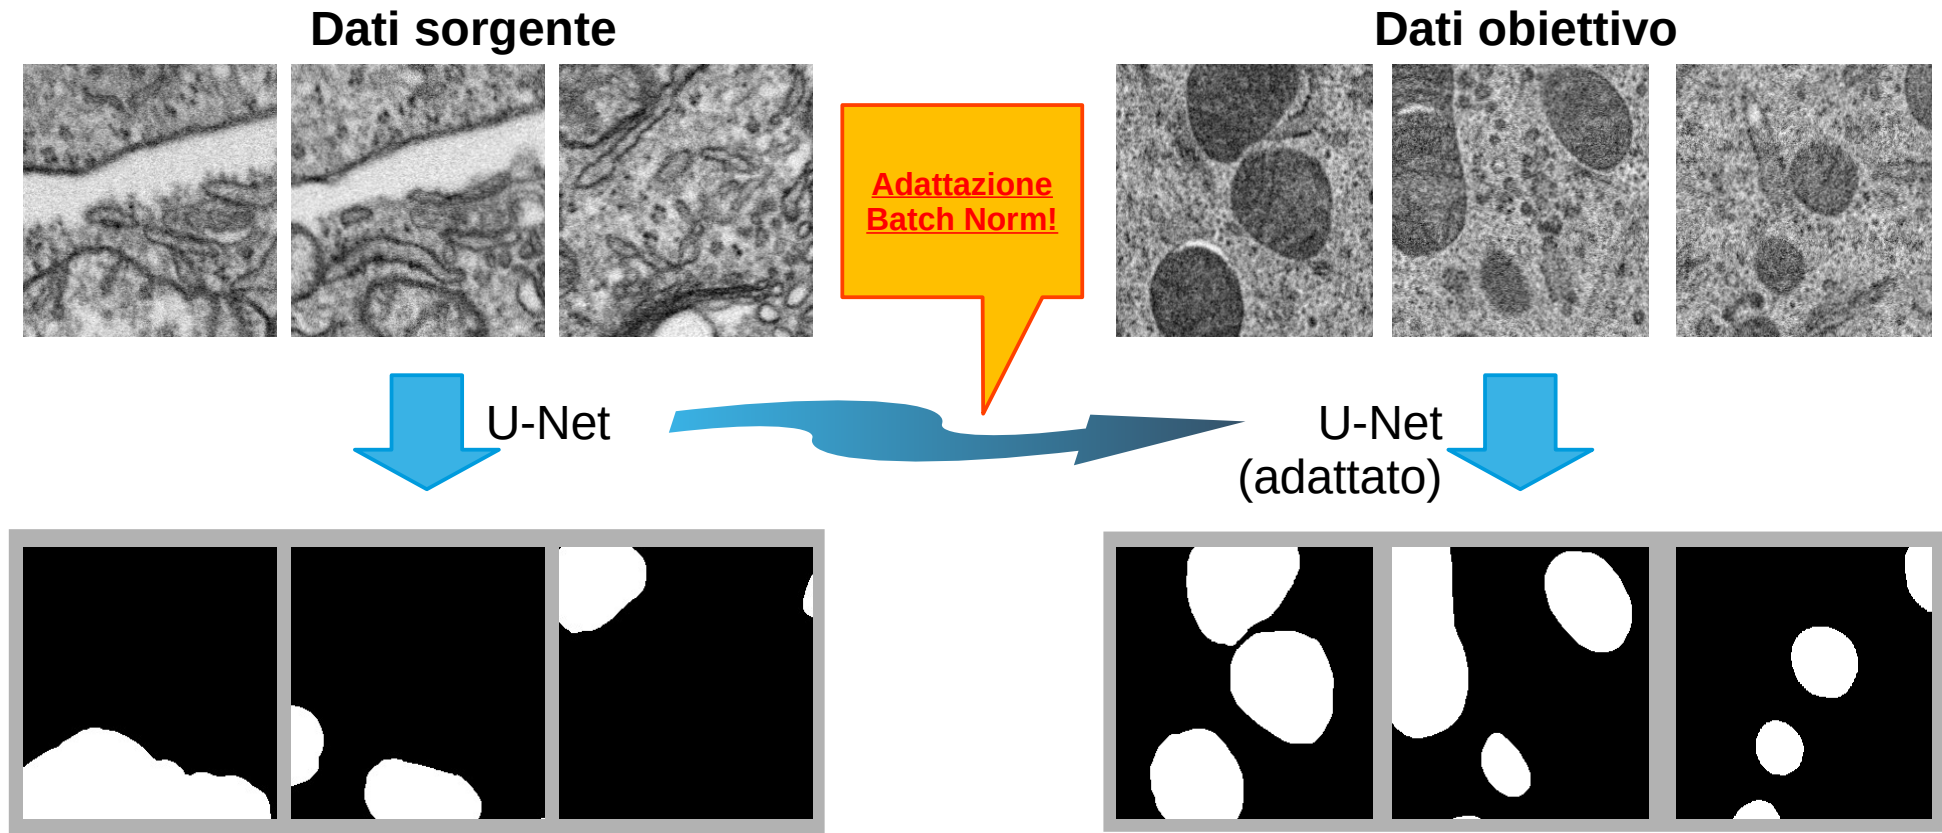 Dati sorgente
Dati obiettivo
Adattazione
Batch Norm!
U-Net
U-Net
(adattato)